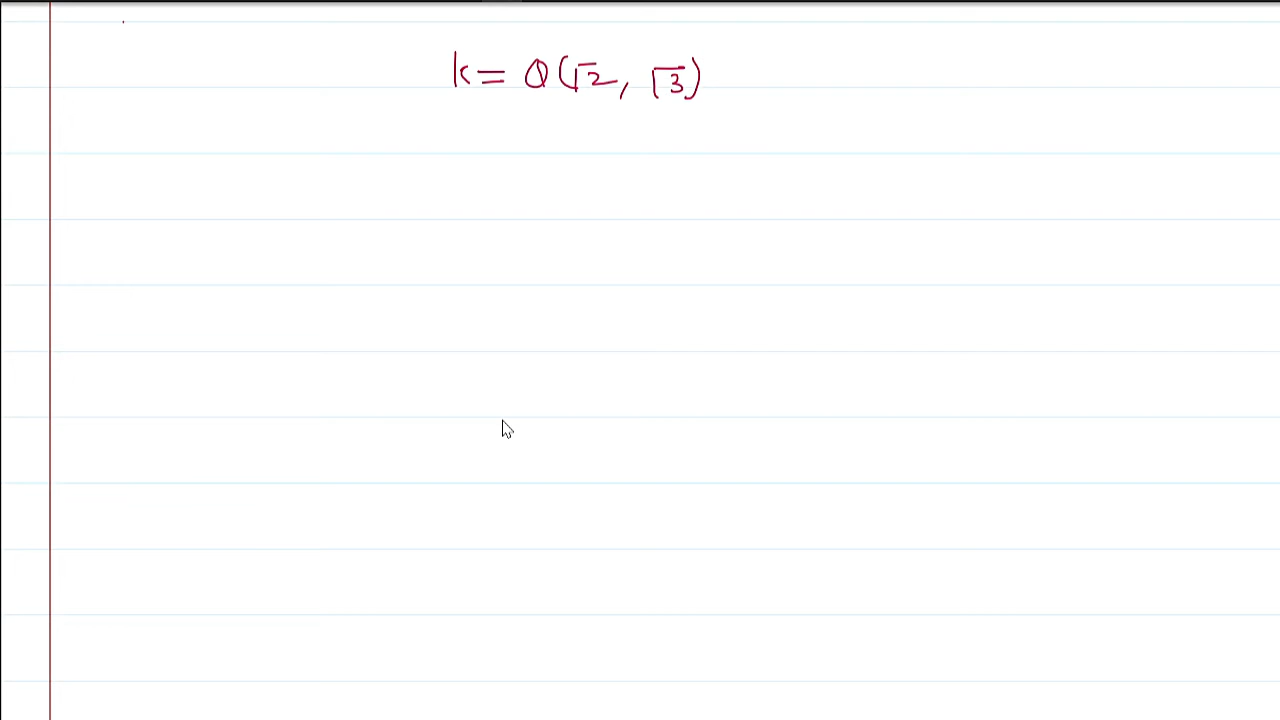 k = Q(√2, √3)